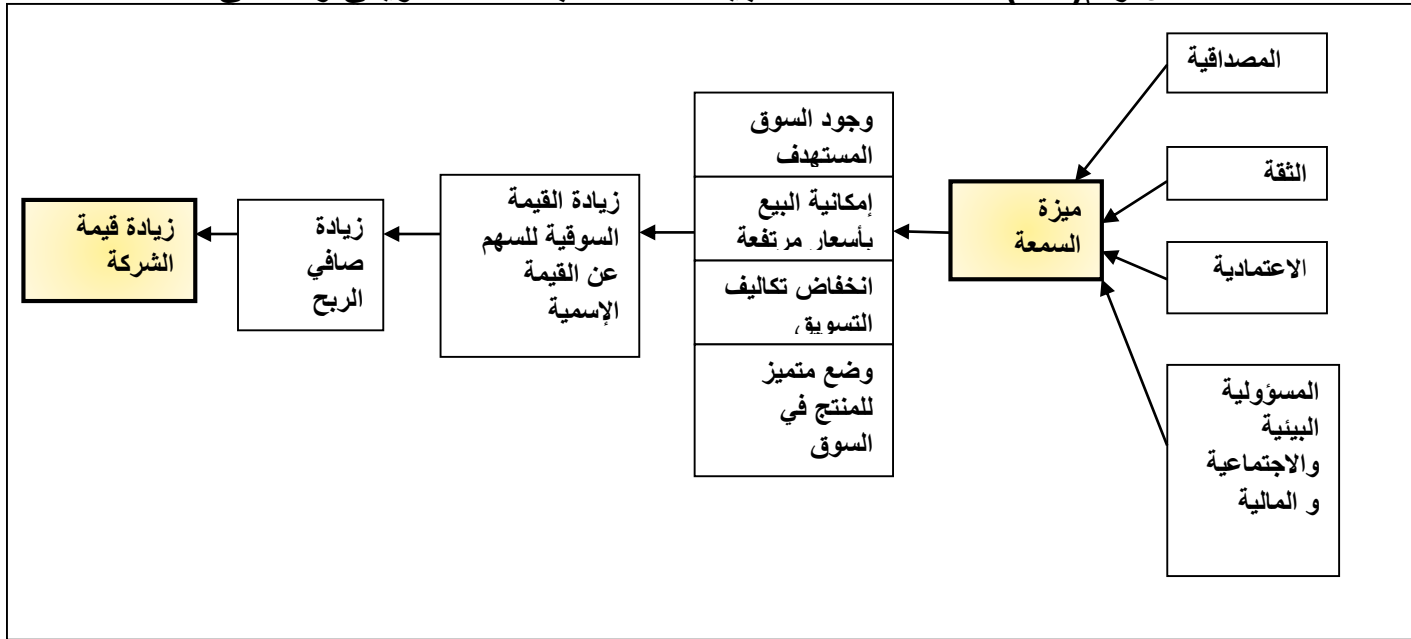 المصداقية
الثقة
الاعتمادية
المسؤولية
البيئية
والاجتماعية
و المالية
ميزة
السمعة
وجود السوق
المستهدف
إمكانية البيع
بأسعار مرتفعة
انخفاض تكاليف
التسويق
وضع متميز
للمنتج في
السوق
زيادة القيمة
السوقية للسهم
عن القيمة
الإسمية
زيادة
صافي
الربح
زيادة قيمة
الشركة